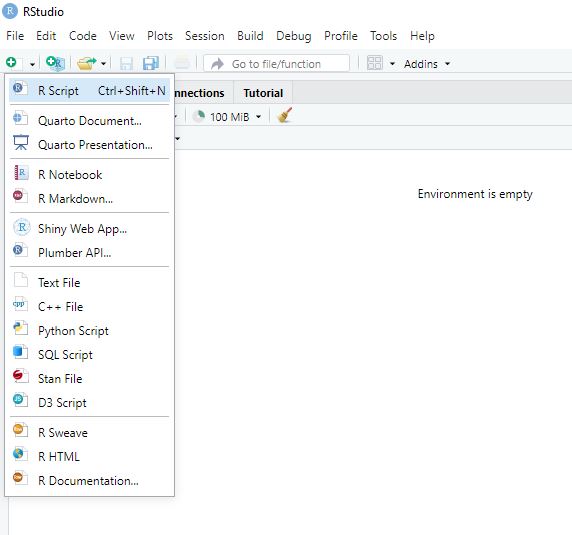 RStudio
File Edit Code View Plots Session Build Debug Profile Tools Help
Go to file/function Addins
R Script Ctrl+Shift+N
nnections Tutorial
Quarto Document...
100 MiB
Quarto Presentation...
R Notebook
R Markdown...
Environment is empty
Shiny Web App...
Plumber API...
Text File
C++ File
Python Script
SQL Script
Stan File
D3 Script
R Sweave
R HTML
R Documentation...